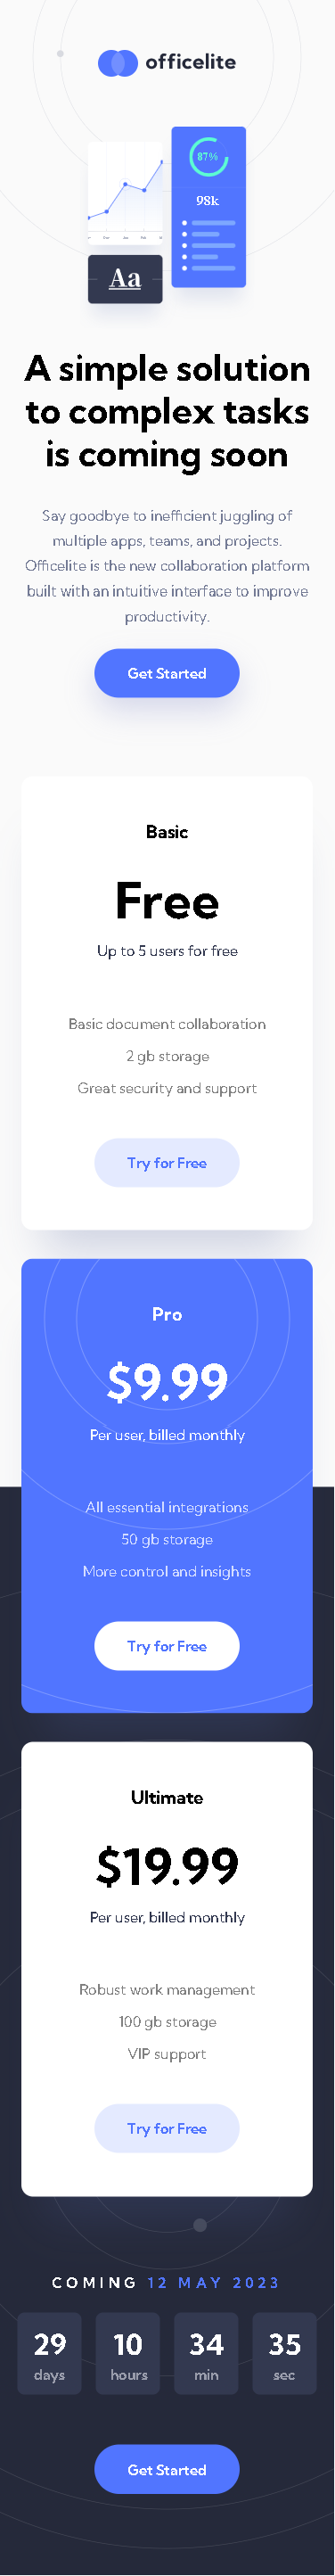 officelite
87%
98k
Aa
A simple solution
to complex tasks
is coming soon
Say goodbye to inefficient juggling of
multiple apps, teams, and projects.
Officelite is the new collaboration platform
built with an intuitive interface to improve
productivity.
Get Started
Basic
Free
Up to 5 users for free
Basic document collaboration
2 gb storage
Great security and support
Try for Free
Pro
$9.99
Per user, billed monthly
All essential integrations
50 gb storage
More control and insights
Try for Free
Ultimate
$19.99
Per user, billed monthly
Robust work management
100 gb storage
VIP support
Try for Free
COMING 12 MAY 2023
29 10 34 35
days hours min sec
Get Started